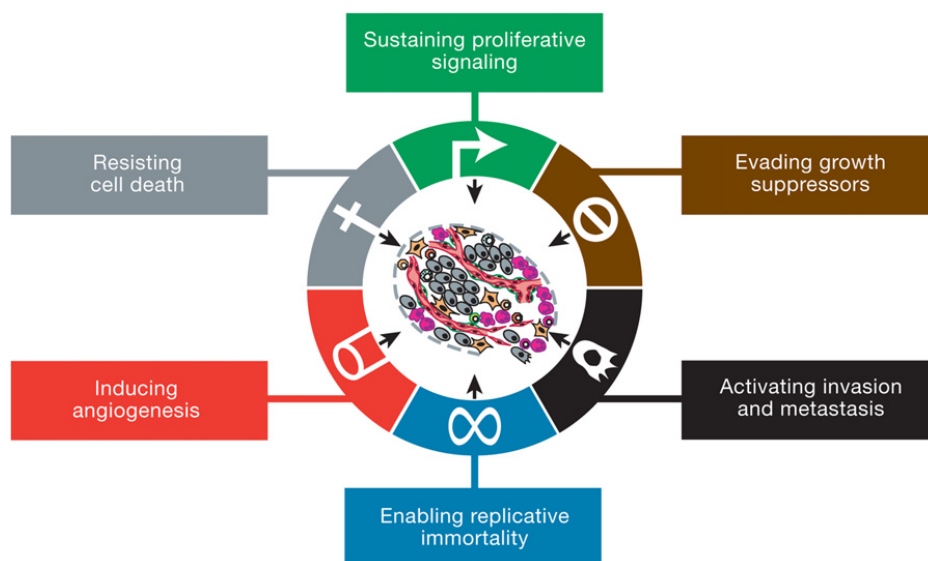 Sustaining proliferative
signaling
Resisting
cell death
Evading growth
suppressors
Inducing
angiogenesis
Activating invasion
and metastasis
Enabling replicative
immortality